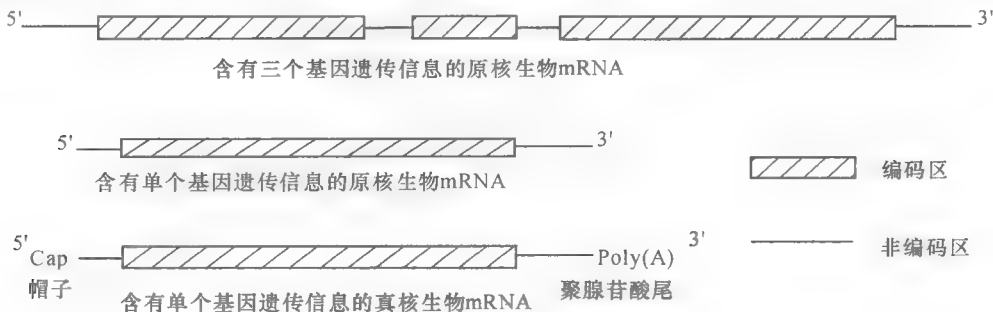 5' 3'
含有三个基因遗传信息的原核生物mRNA
5' 3'
编码区
含有单个基因遗传信息的原核生物mRNA
5' Cap Poly(A) 3'
非编码区
帽子 聚腺苷酸尾
含有单个基因遗传信息的真核生物mRNA